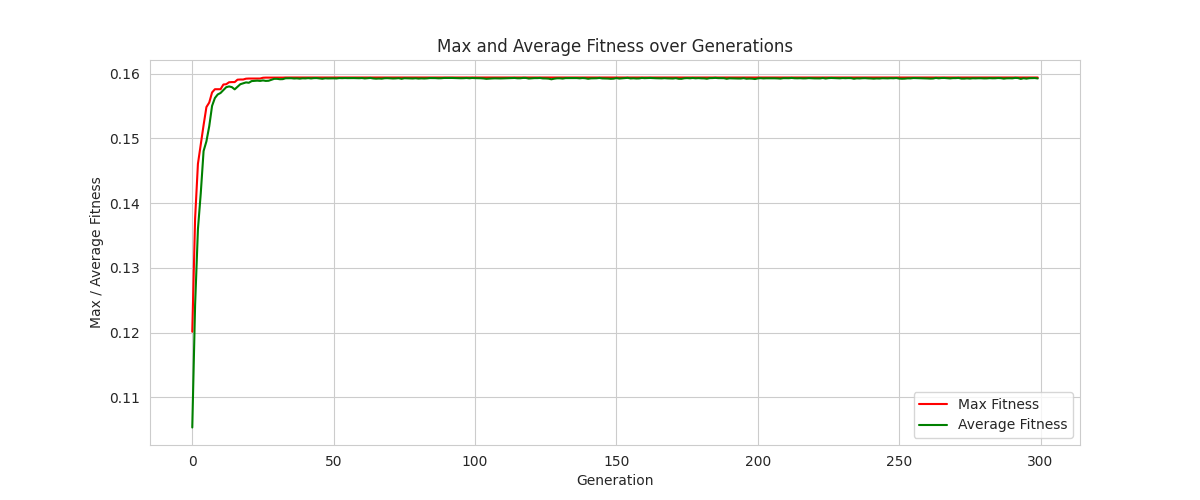 Max and Average Fitness over Generations
Max / Average Fitness
0.16
0.15
0.14
0.13
0.12
0.11
0
50
100
150
200
250
300
Generation
Max Fitness
Average Fitness